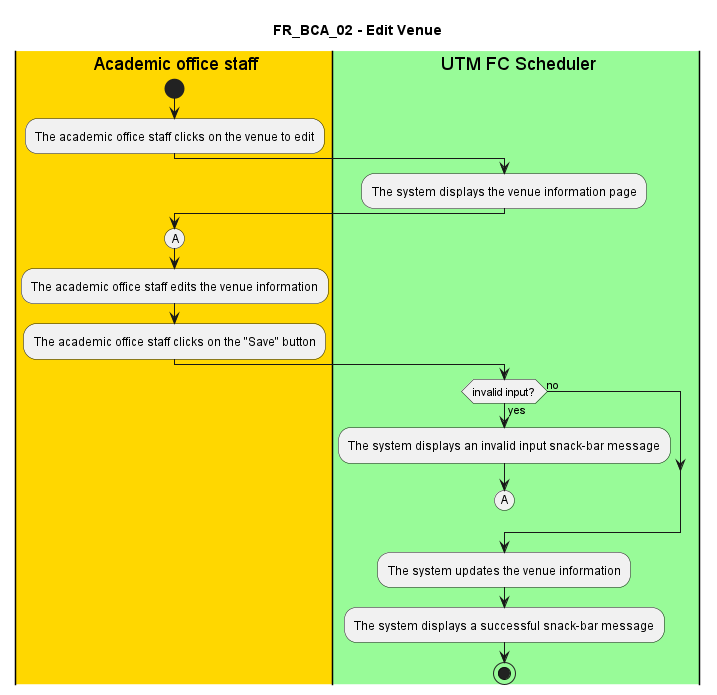 FR_BCA_02 - Edit Venue
Academic office staff
UTM FC Scheduler
The academic office staff clicks on the venue to edit
The system displays the venue information page
A
The academic office staff edits the venue information
The academic office staff clicks on the "Save" button
invalid input?
no
yes
The system displays an invalid input snack-bar message
A
The system updates the venue information
The system displays a successful snack-bar message